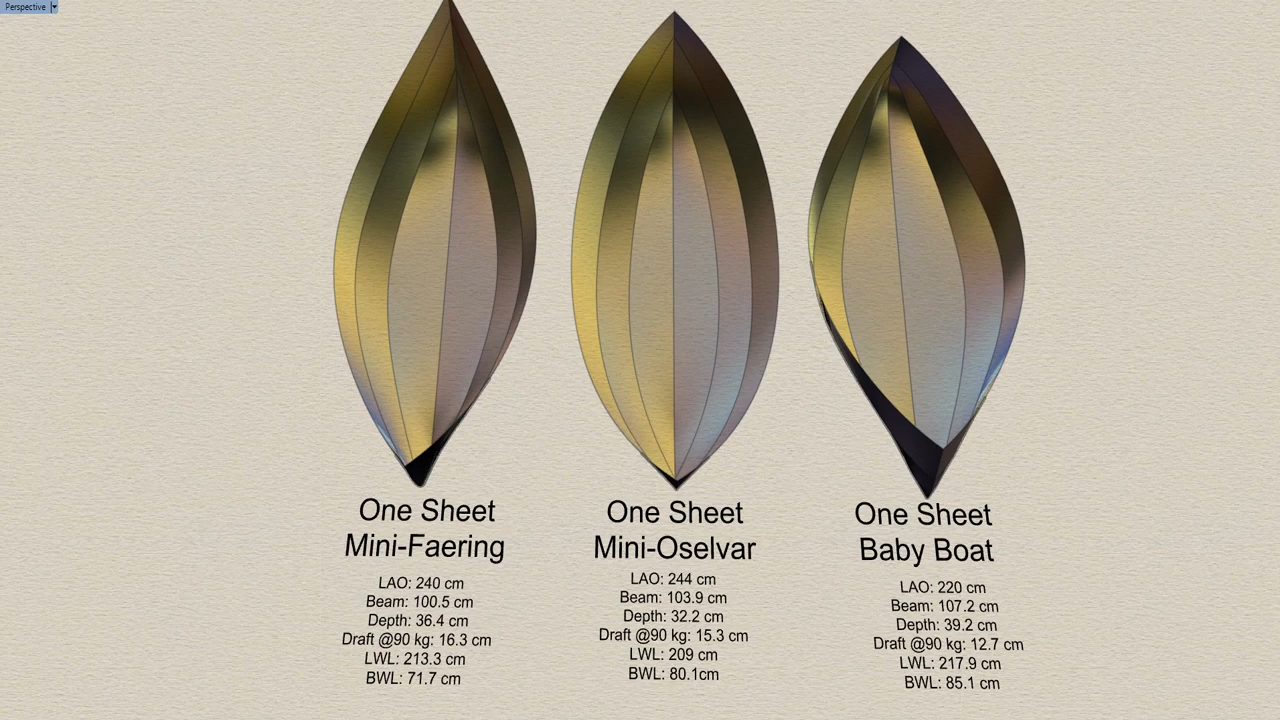 Perspective
One Sheet
Mini-Faering
LAO: 240 cm
Beam: 100.5 cm
Depth: 36.4 cm
Draft @90 kg: 16.3 cm
LWL: 213.3 cm
BWL: 71.7 cm
One Sheet
Mini-Oselvar
LAO: 244 cm
Beam: 103.9 cm
Depth: 32.2 cm
Draft @90 kg: 15.3 cm
LWL: 209 cm
BWL: 80.1cm
One Sheet
Baby Boat
LAO: 220 cm
Beam: 107.2 cm
Depth: 39.2 cm
Draft @90 kg: 12.7 cm
LWL: 217.9 cm
BWL: 85.1 cm